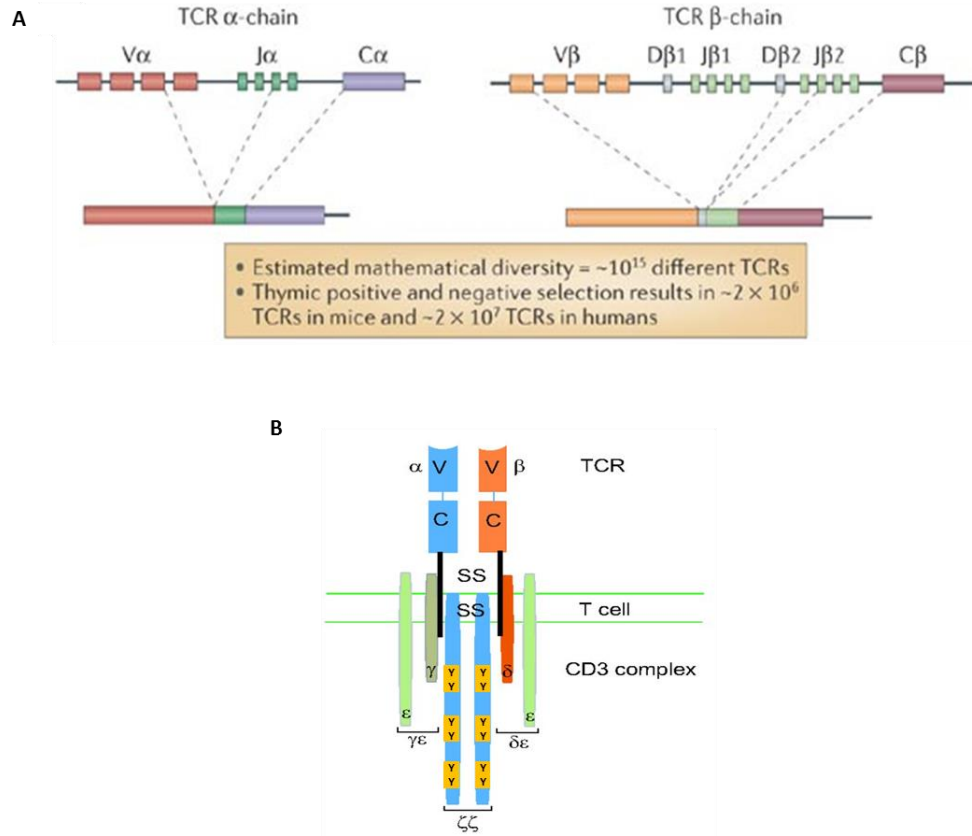 A
TCR α-chain
TCR β-chain
Vα Jα Cα
Vβ Dβ1 Jβ1 Dβ2 Jβ2 Cβ
• Estimated mathematical diversity = ~10¹⁵ different TCRs
• Thymic positive and negative selection results in ~2 × 10⁶
TCRs in mice and ~2 × 10⁷ TCRs in humans
B
α V V β TCR
C C
SS
SS T cell
γ δ CD3 complex
Y Y
Y Y
ε ε
γε δε
Y Y
Y Y
Y Y
Y Y
ζζ